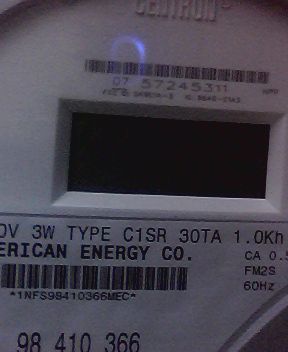 CENTRON®
07 57245311
0V 3W TYPE C1SR 30TA 1.0Kh
ERICAN ENERGY CO.
CA 0.5
FM2S
60Hz
*1NFS98410366MEC*
98 410 366